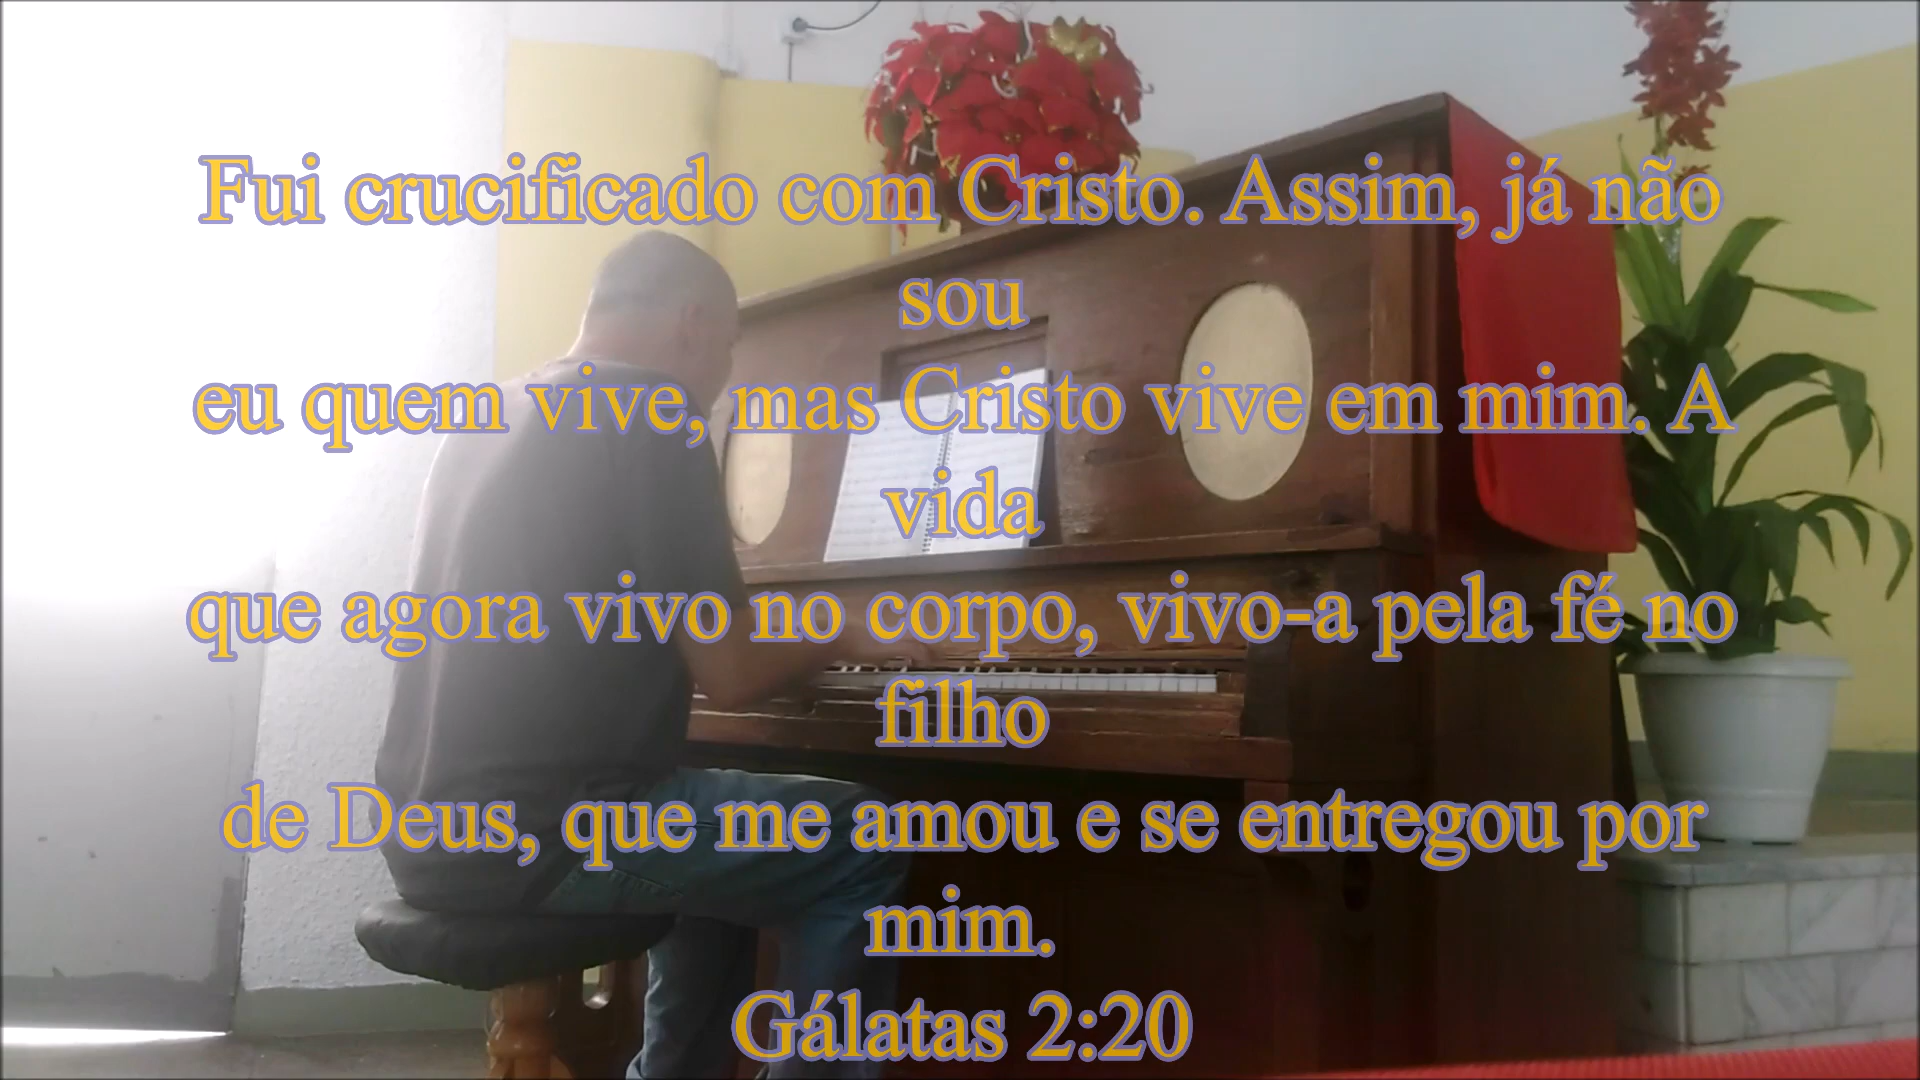 Fui crucificado com Cristo. Assim, já não
sou
eu quem vive, mas Cristo vive em mim. A
vida
que agora vivo no corpo, vivo-a pela fé no
filho
de Deus, que me amou e se entregou por
mim.
Gálatas 2:20